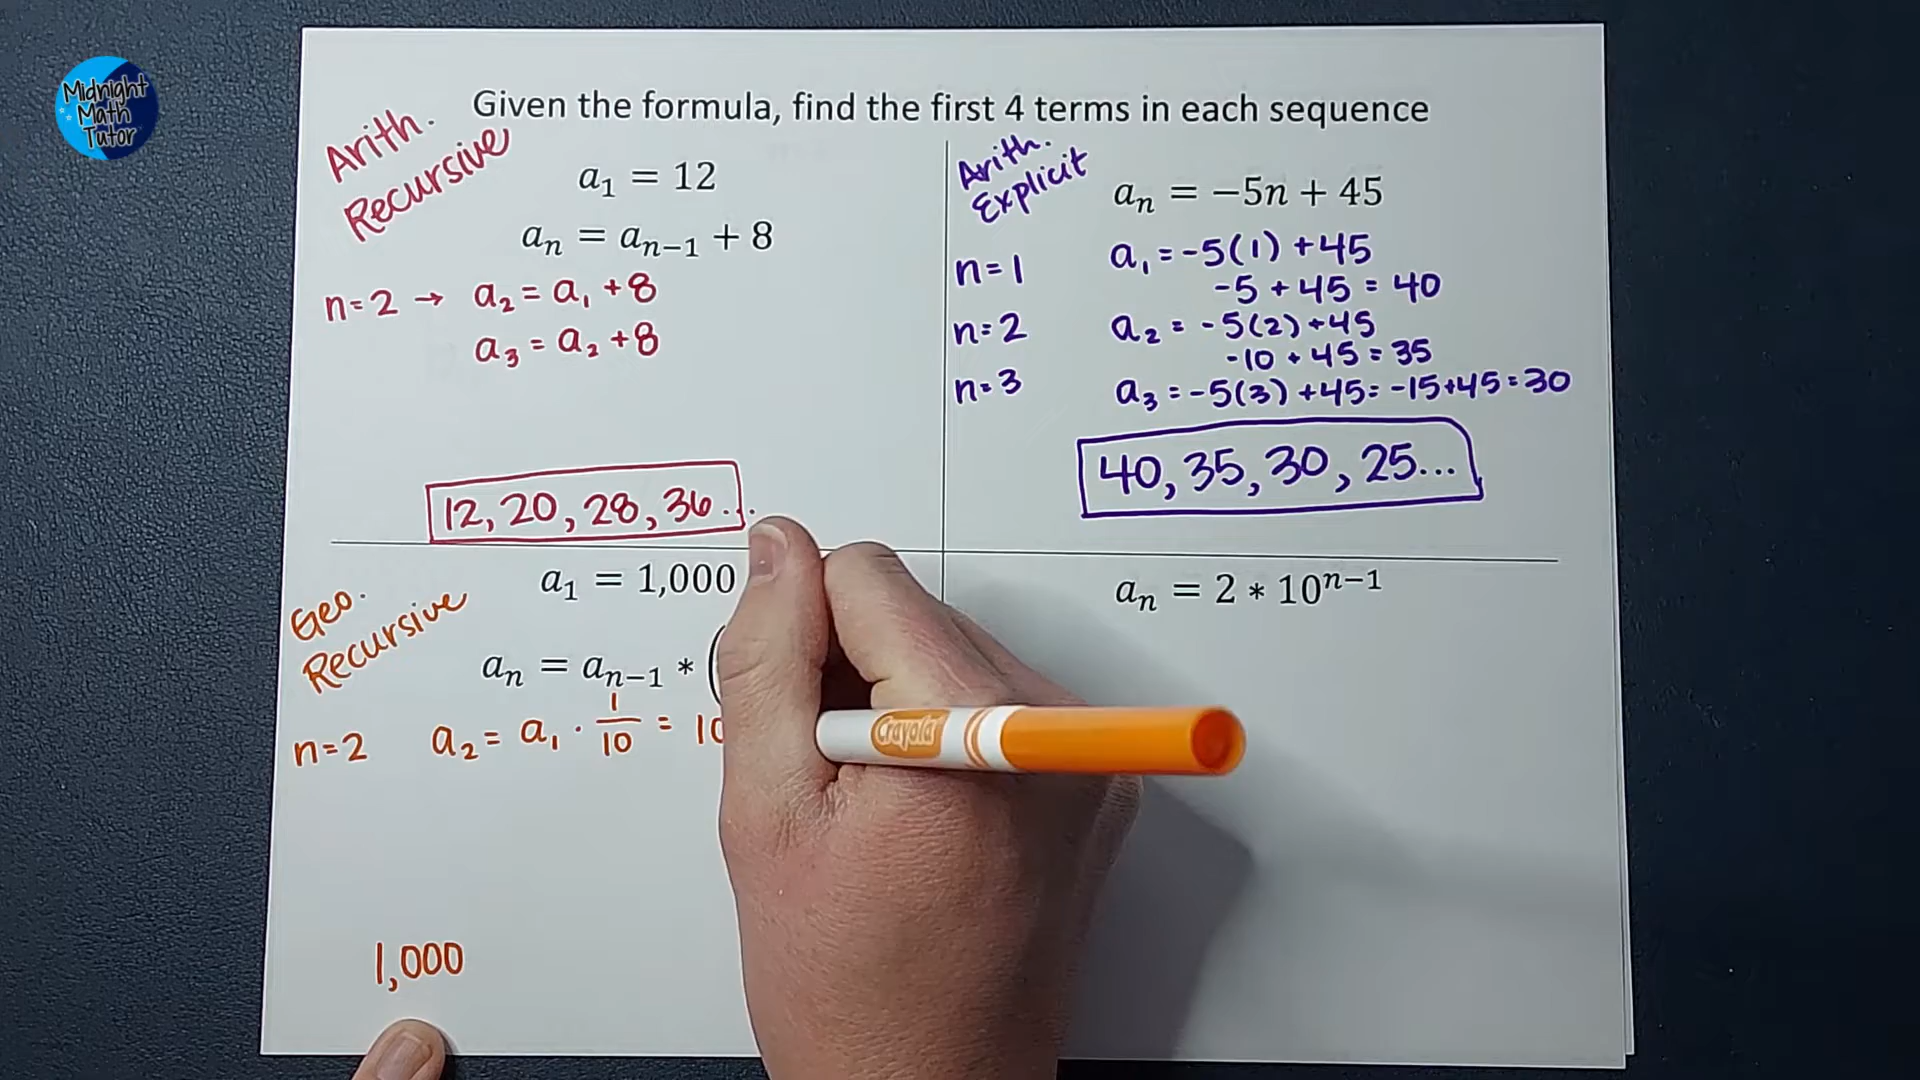 Midnight
Math
Tutor
Given the formula, find the first 4 terms in each sequence
Arith.
Recursive
a₁ = 12
aₙ = aₙ₋₁ + 8
n=2 → a₂ = a₁ +8
a₃ = a₂ +8
12, 20, 28, 36...
Arith.
Explicit
aₙ = −5n + 45
n=1 a₁ = -5(1) +45
-5 + 45 = 40
n=2 a₂ = -5(2) +45
-10 + 45 = 35
n=3 a₃ = -5(3) +45= -15+45=30
40, 35, 30, 25...
Geo.
Recursive
a₁ = 1,000
aₙ = aₙ₋₁ * (
n=2 a₂ = a₁ · 1/10 = 10
1,000
aₙ = 2 * 10ⁿ⁻¹
Crayola